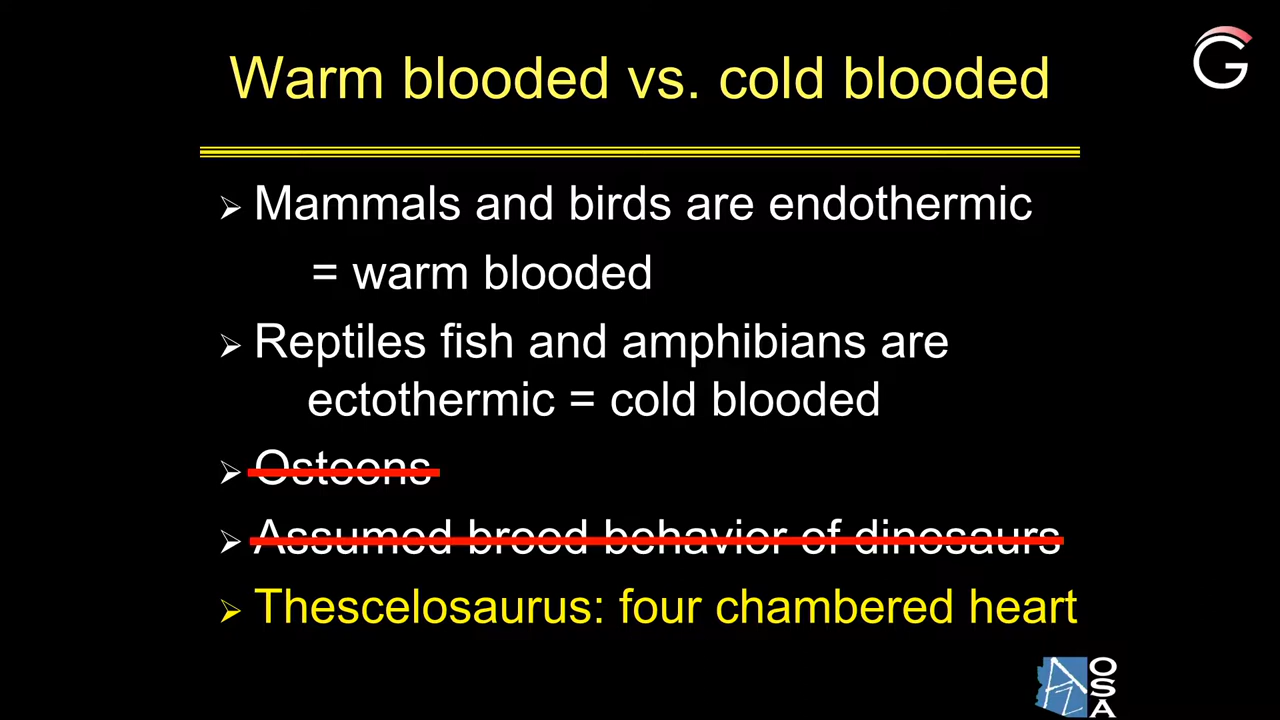 G
Warm blooded vs. cold blooded
Mammals and birds are endothermic
= warm blooded
Reptiles fish and amphibians are
ectothermic = cold blooded
Osteons
Assumed brood behavior of dinosaurs
Thescelosaurus: four chambered heart
AZ
OSA